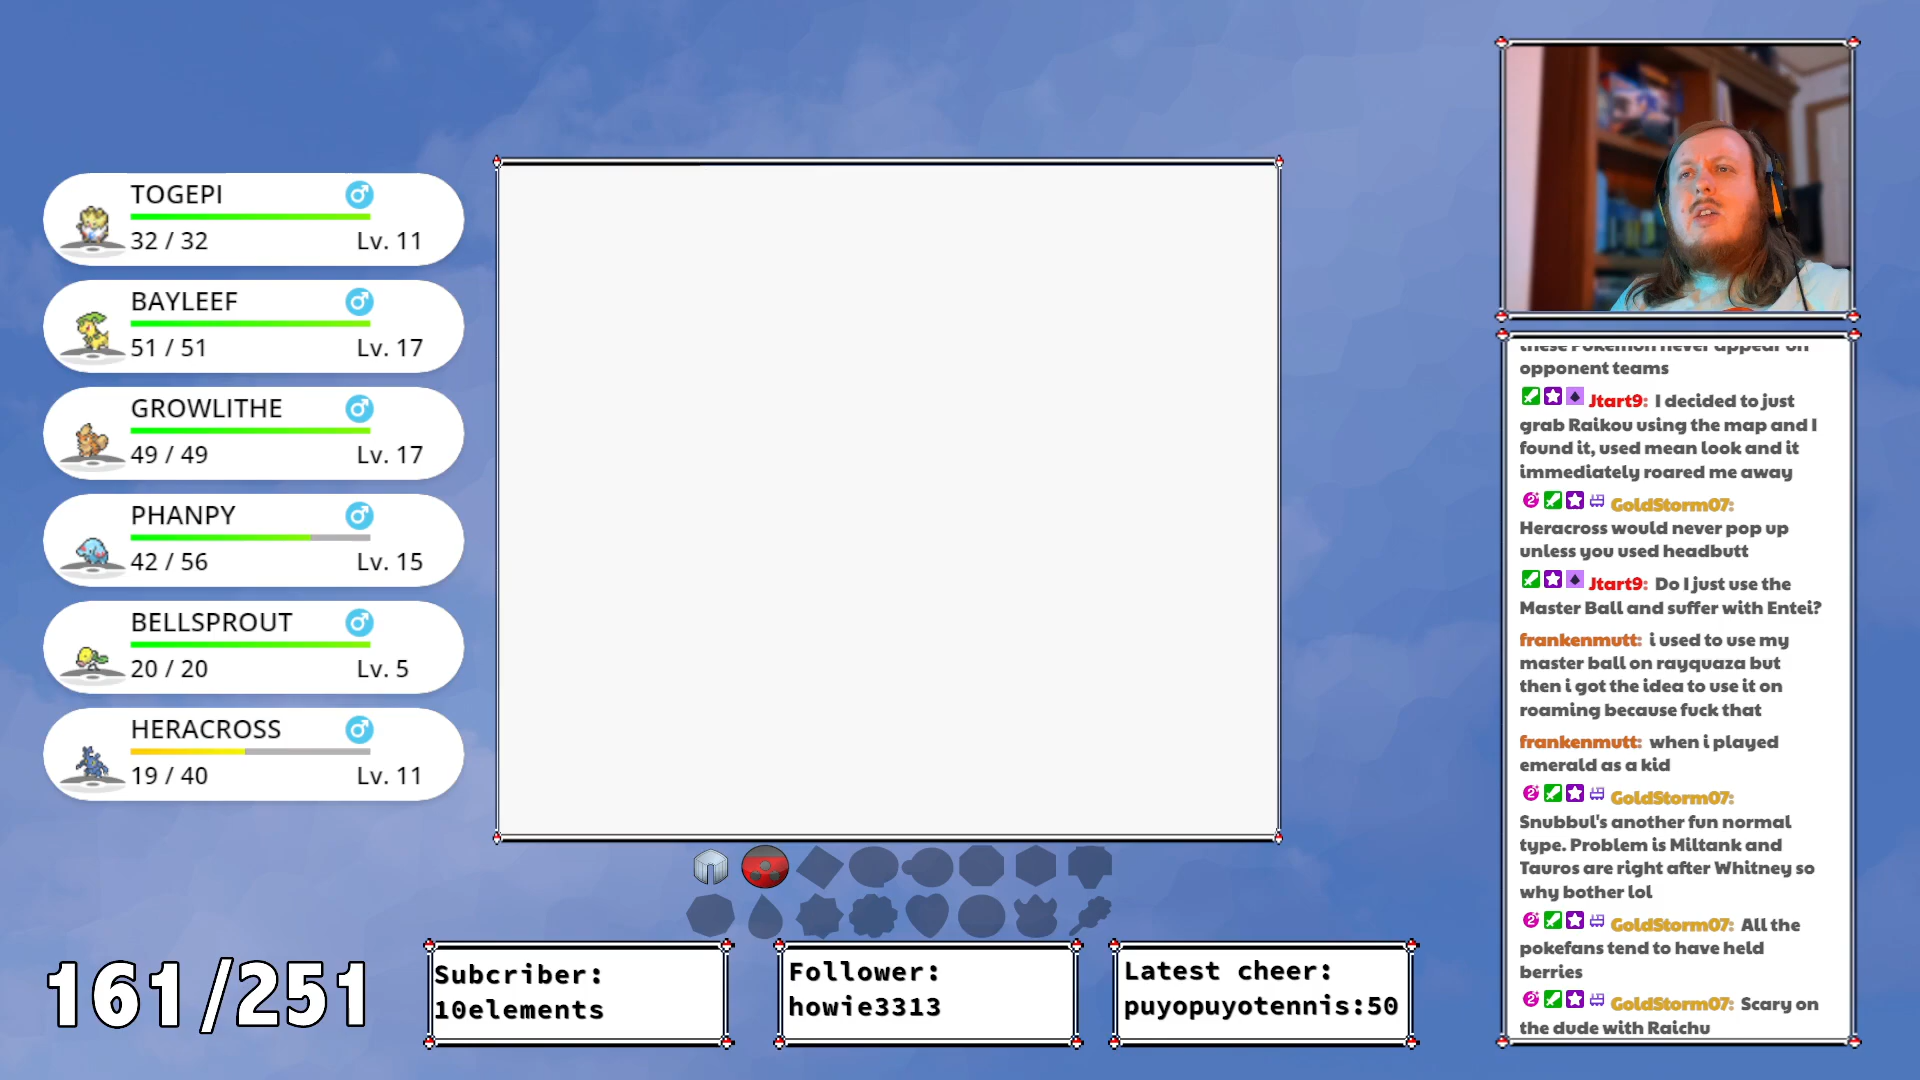 TOGEPI
32 / 32 Lv. 11
BAYLEEF
51 / 51 Lv. 17
GROWLITHE
49 / 49 Lv. 17
PHANPY
42 / 56 Lv. 15
BELLSPROUT
20 / 20 Lv. 5
HERACROSS
19 / 40 Lv. 11
161/251
Subcriber:
10elements
Follower:
howie3313
Latest cheer:
puyopuyotennis:50
these Pokemon never appear on
opponent teams
Jtart9: I decided to just
grab Raikou using the map and I
found it, used mean look and it
immediately roared me away
GoldStorm07:
Heracross would never pop up
unless you used headbutt
Jtart9: Do I just use the
Master Ball and suffer with Entei?
frankenmutt: i used to use my
master ball on rayquaza but
then i got the idea to use it on
roaming because fuck that
frankenmutt: when i played
emerald as a kid
GoldStorm07:
Snubbul's another fun normal
type. Problem is Miltank and
Tauros are right after Whitney so
why bother lol
GoldStorm07: All the
pokefans tend to have held
berries
GoldStorm07: Scary on
the dude with Raichu